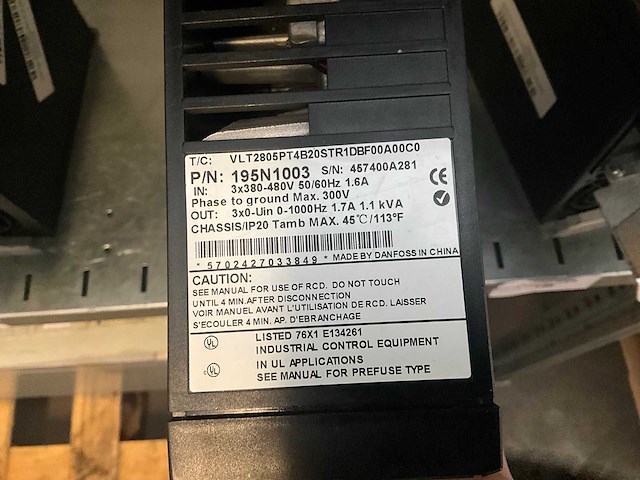 T/C: VLT2805PT4B20STR1DBF00A00C0
P/N: 195N1003 S/N: 457400A281
IN: 3x380-480V 50/60Hz 1.6A
Phase to ground Max. 300V
OUT: 3x0-Uin 0-1000Hz 1.7A 1.1 kVA
CHASSIS/IP20 Tamb MAX. 45℃/113°F
CE
* 5702427033849 * MADE BY DANFOSS IN CHINA
CAUTION:
SEE MANUAL FOR USE OF RCD. DO NOT TOUCH
UNTIL 4 MIN.AFTER DISCONNECTION
VOIR MANUEL AVANT L'UTILISATION DE RCD. LAISSER
S'ECOULER 4 MIN. AP. D'EBRANCHAGE
UL LISTED 76X1 E134261
INDUSTRIAL CONTROL EQUIPMENT
c UL IN UL APPLICATIONS
SEE MANUAL FOR PREFUSE TYPE